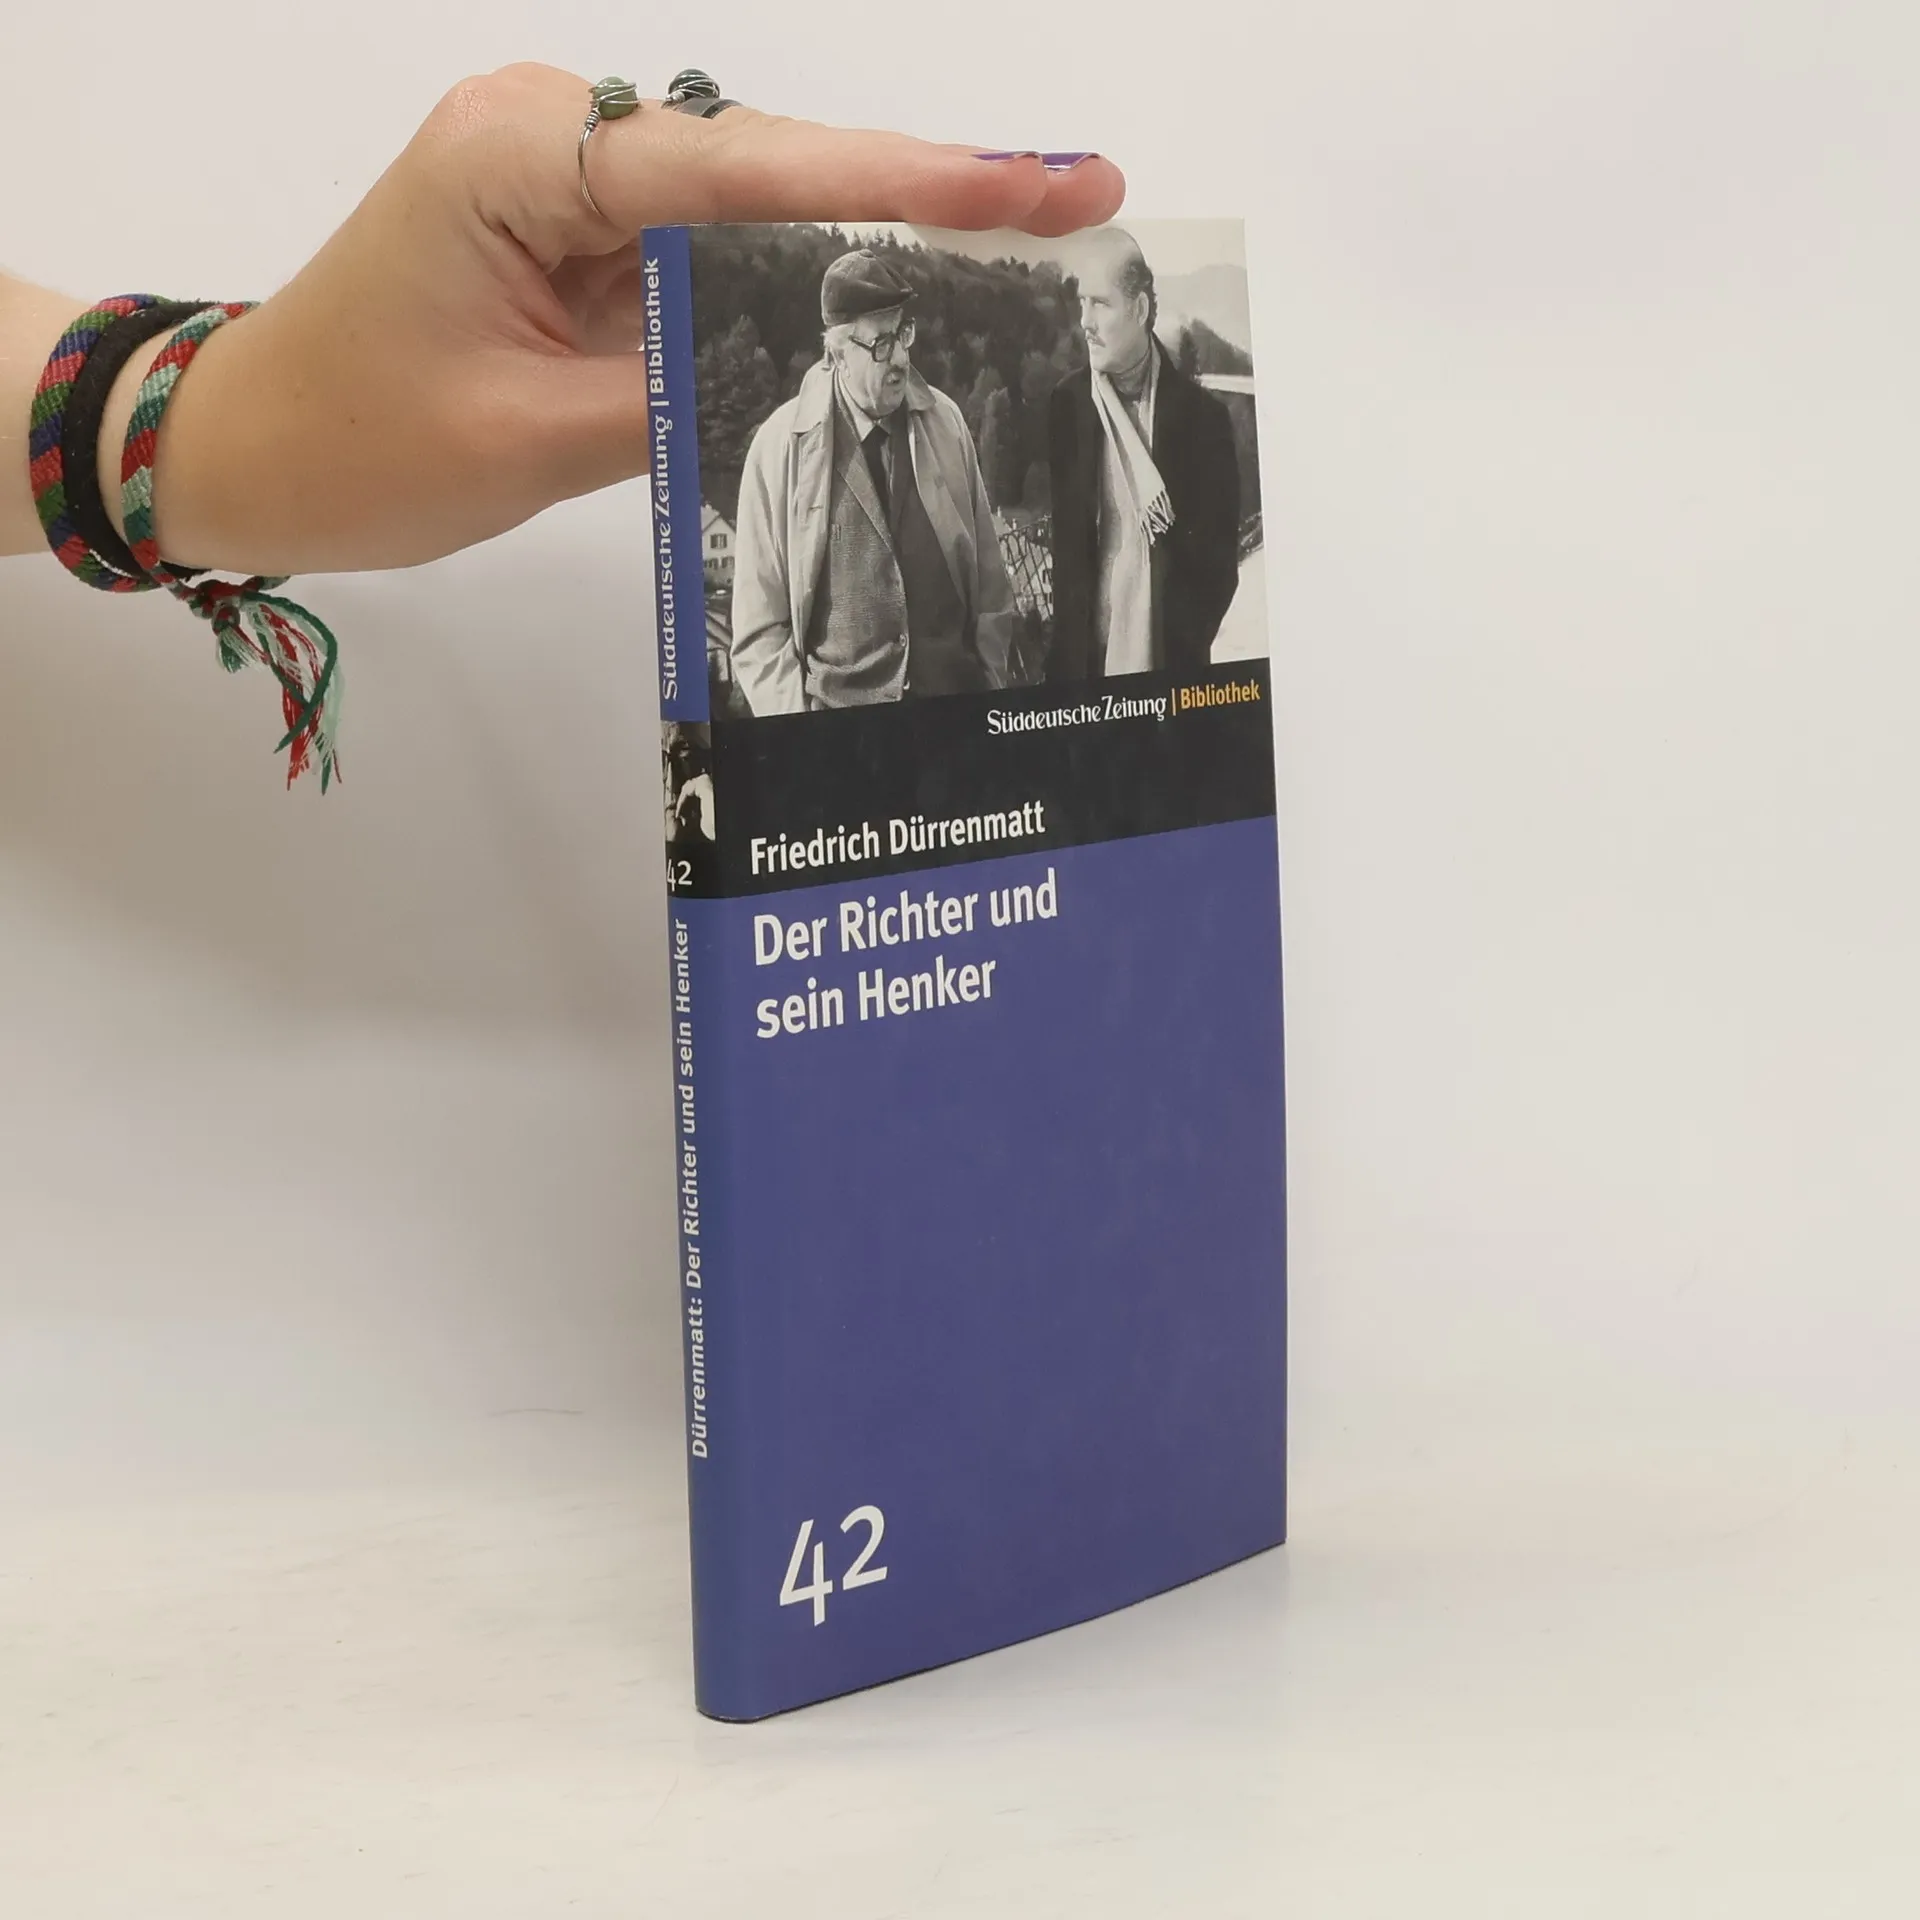 Süddeutsche Zeitung | Bibliothek
42
Dürrenmatt: Der Richter und sein Henker
Süddeutsche Zeitung | Bibliothek
Friedrich Dürrenmatt
Der Richter und
sein Henker
42